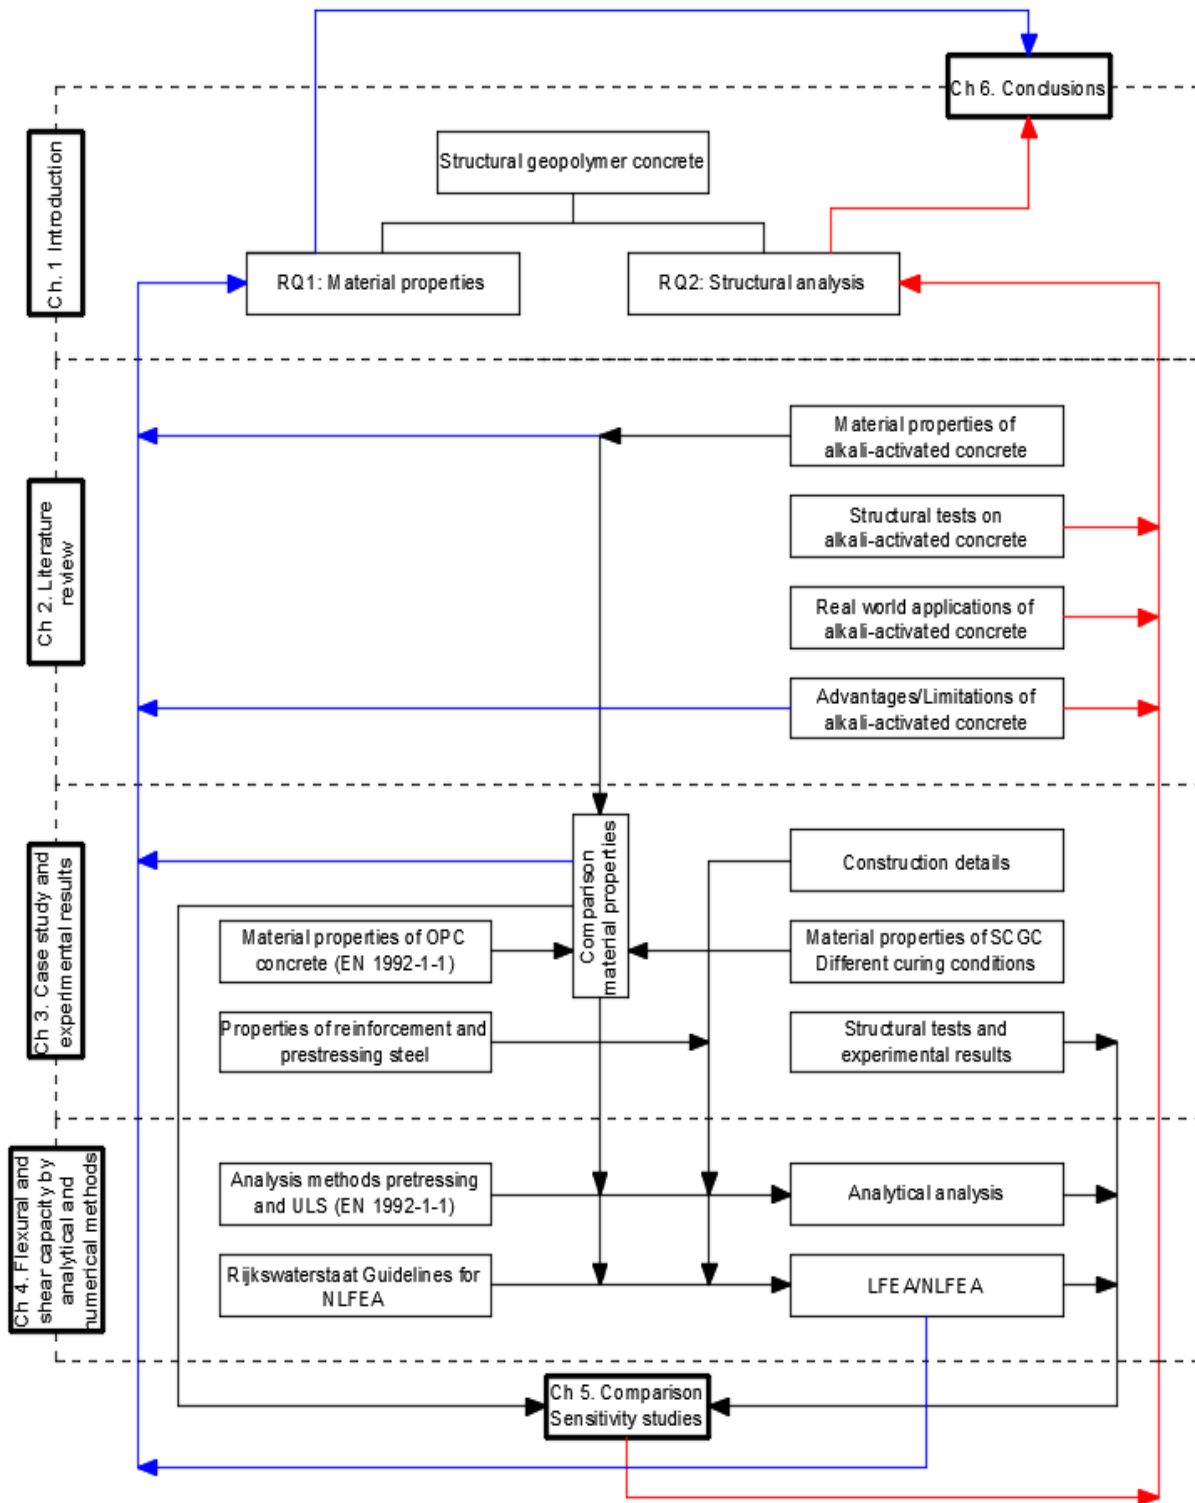 Ch 6. Conclusions
Ch. 1 Introduction
Structural geopolymer concrete
RQ1: Material properties
RQ2: Structural analysis
Ch 2. Literature
review
Material properties of
alkali-activated concrete
Structural tests on
alkali-activated concrete
Real world applications of
alkali-activated concrete
Advantages/Limitations of
alkali-activated concrete
Ch 3. Case study and
experimental results
Comparison
material properties
Construction details
Material properties of OPC
concrete (EN 1992-1-1)
Material properties of SCGC
Different curing conditions
Properties of reinforcement and
prestressing steel
Structural tests and
experimental results
Ch 4. Flexural and
shear capacity by
analytical and
numerical methods
Analysis methods pretressing
and ULS (EN 1992-1-1)
Analytical analysis
Rijkswaterstaat Guidelines for
NLFEA
LFEA/NLFEA
Ch 5. Comparison
Sensitivity studies